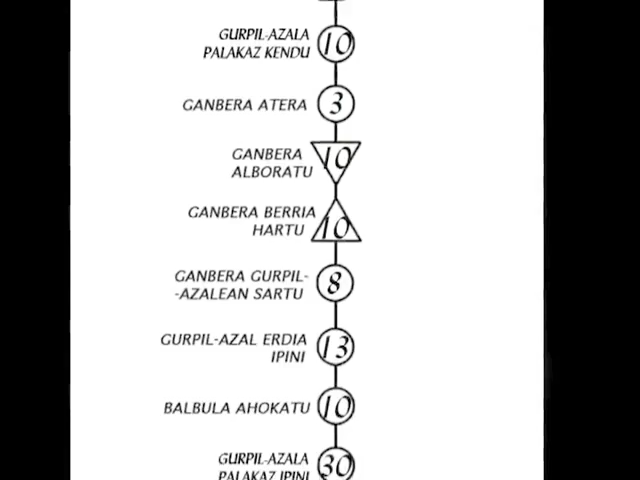 GURPIL-AZALA
PALAKAZ KENDU
10
GANBERA ATERA
3
GANBERA
ALBORATU
10
GANBERA BERRIA
HARTU
10
GANBERA GURPIL-
-AZALEAN SARTU
8
GURPIL-AZAL ERDIA
IPINI
13
BALBULA AHOKATU
10
GURPIL-AZALA
PALAKAZ IPINI
30